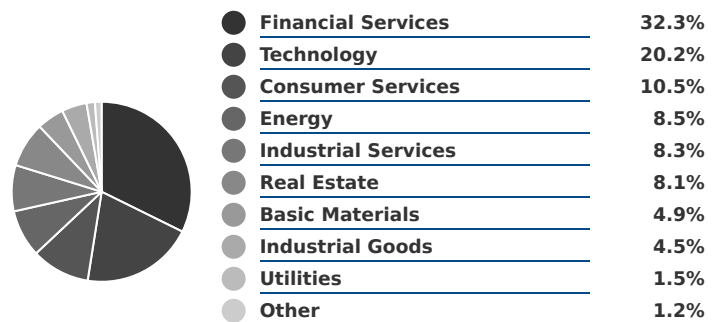 Financial Services 32.3%
Technology 20.2%
Consumer Services 10.5%
Energy 8.5%
Industrial Services 8.3%
Real Estate 8.1%
Basic Materials 4.9%
Industrial Goods 4.5%
Utilities 1.5%
Other 1.2%